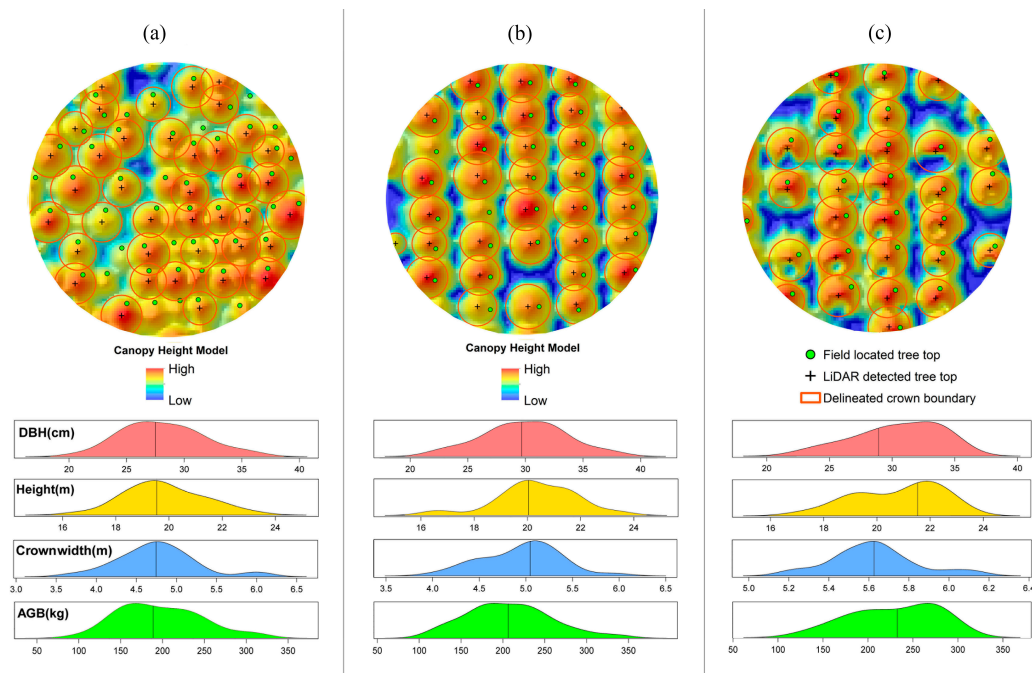 (a)
(b)
(c)
Canopy Height Model
High
Low
Canopy Height Model
High
Low
Field located tree top
LiDAR detected tree top
Delineated crown boundary
DBH(cm)
20 25 30 35 40
20 25 30 35 40
20 25 30 35 40
Height(m)
16 18 20 22 24
16 18 20 22 24
16 18 20 22 24
Crownwidth(m)
3.0 3.5 4.0 4.5 5.0 5.5 6.0 6.5
3.5 4.0 4.5 5.0 5.5 6.0 6.5
5.0 5.2 5.4 5.6 5.8 6.0 6.2 6.4
AGB(kg)
50 100 150 200 250 300 350
50 100 150 200 250 300 350
50 100 150 200 250 300 350